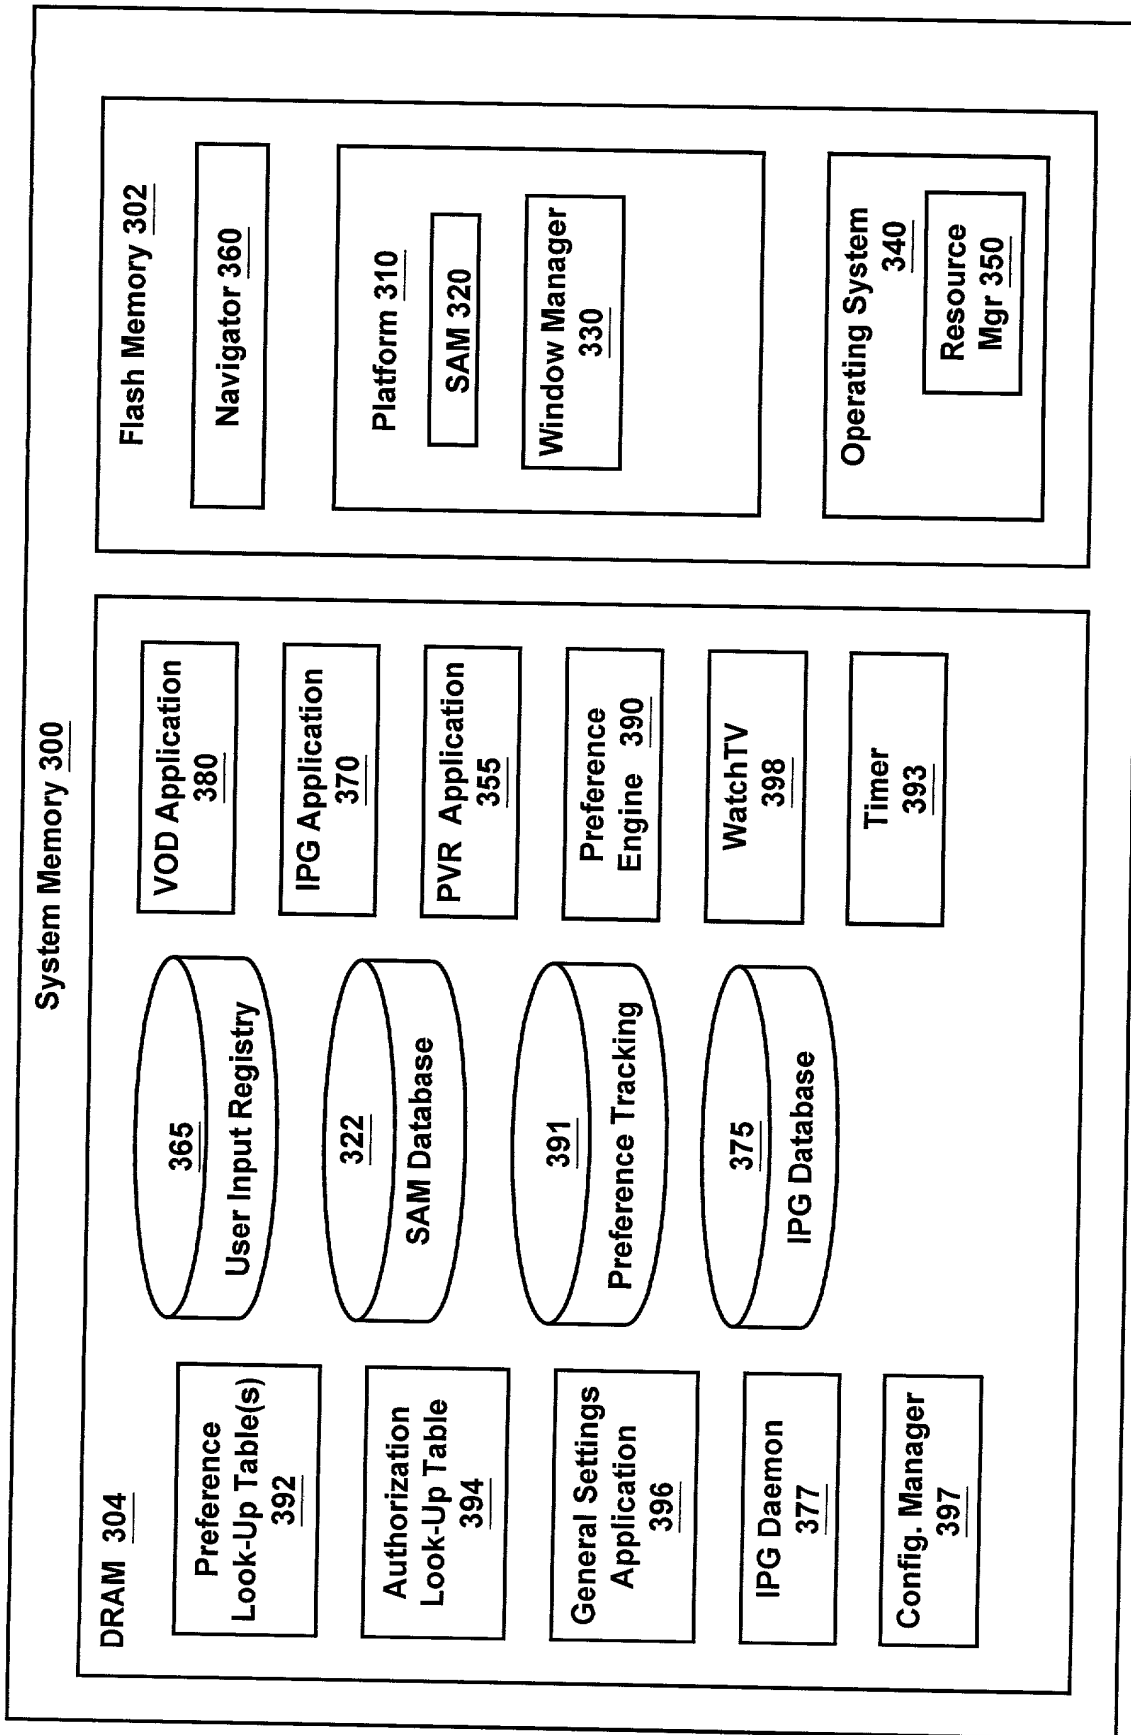 System Memory 300
DRAM 304
Preference
Look-Up Table(s)
392
Authorization
Look-Up Table
394
General Settings
Application
396
IPG Daemon
377
Config. Manager
397
365
User Input Registry
322
SAM Database
391
Preference Tracking
375
IPG Database
VOD Application
380
IPG Application
370
PVR Application
355
Preference
Engine 390
WatchTV
398
Timer
393
Flash Memory 302
Navigator 360
Platform 310
SAM 320
Window Manager
330
Operating System
340
Resource
Mgr 350